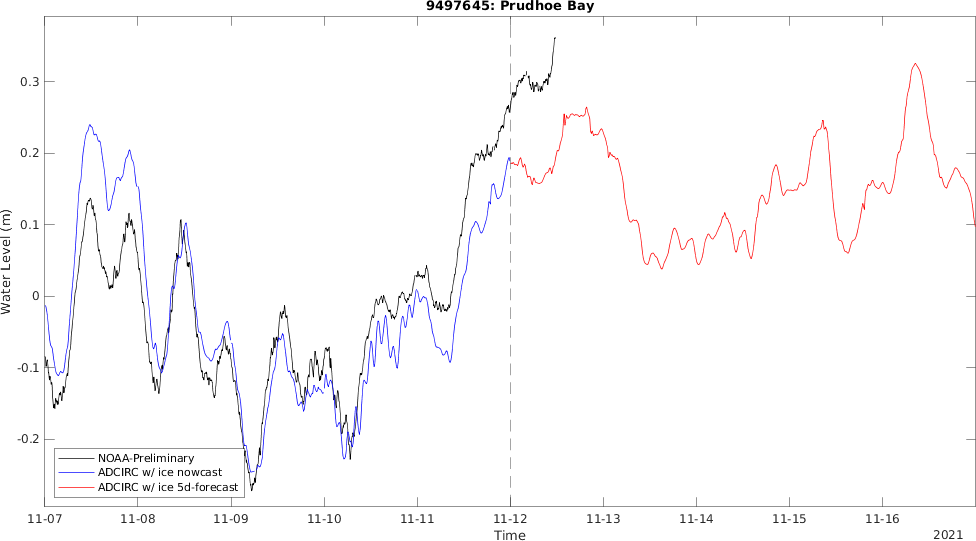 9497645: Prudhoe Bay
Water Level (m)
0.3
0.2
0.1
0
-0.1
-0.2
NOAA-Preliminary
ADCIRC w/ ice nowcast
ADCIRC w/ ice 5d-forecast
11-07 11-08 11-09 11-10 11-11 11-12 11-13 11-14 11-15 11-16
Time
2021